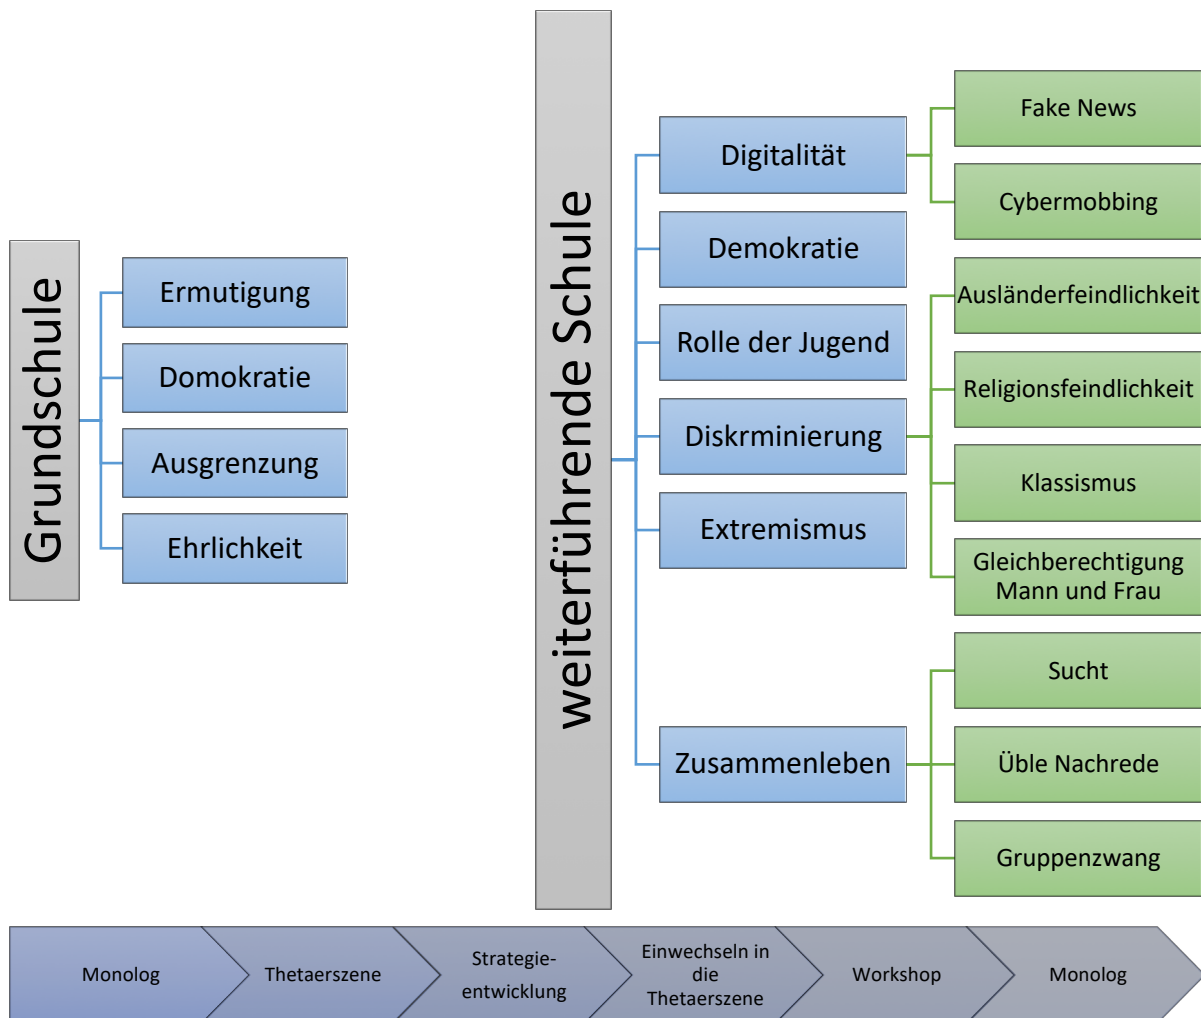 Grundschule
Ermutigung
Domokratie
Ausgrenzung
Ehrlichkeit
weiterführende Schule
Digitalität
Fake News
Cybermobbing
Demokratie
Rolle der Jugend
Diskrminierung
Ausländerfeindlichkeit
Religionsfeindlichkeit
Klassismus
Gleichberechtigung
Mann und Frau
Extremismus
Zusammenleben
Sucht
Üble Nachrede
Gruppenzwang
Monolog
Thetaerszene
Strategie-
entwicklung
Einwechseln in
die
Thetaerszene
Workshop
Monolog